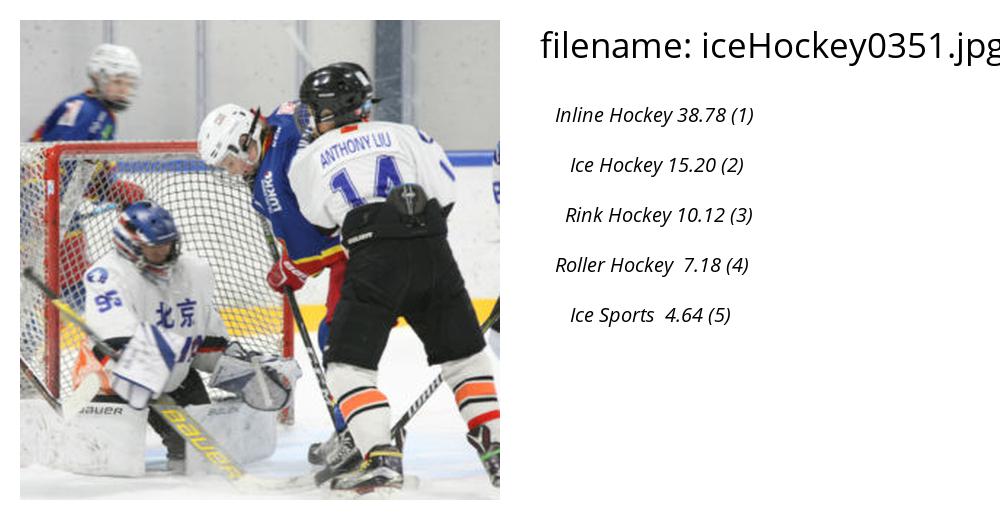 filename: iceHockey0351.jpg
Inline Hockey 38.78 (1)
Ice Hockey 15.20 (2)
Rink Hockey 10.12 (3)
Roller Hockey 7.18 (4)
Ice Sports 4.64 (5)
ANTHONY LIU
14
95
北京
BAUER
BAUER